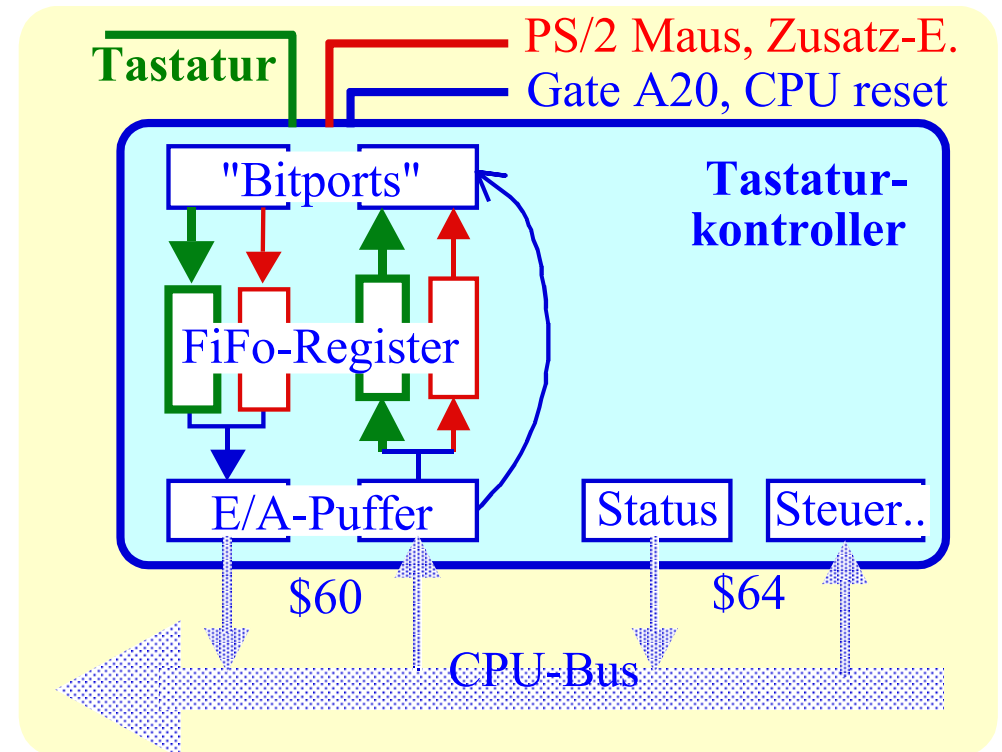 PS/2 Maus, Zusatz-E.
Tastatur
Gate A20, CPU reset
"Bitports"
Tastatur-
kontroller
FiFo-Register
E/A-Puffer
Status
Steuer..
$60
$64
CPU-Bus